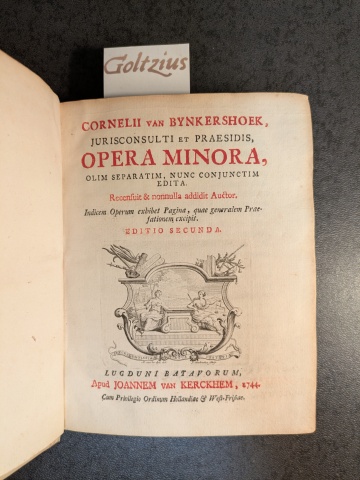 Goltzius
CORNELII VAN BYNKERSHOEK,
JURISCONSULTI ET PRAESIDIS,
OPERA MINORA,
OLIM SEPARATIM, NUNC CONJUNCTIM
EDITA.
Recensuit & nonnulla addidit Auctor.
Indicem Operum exhibet Pagina, quae generalem Prae-
fationem excipit.
EDITIO SECUNDA.
LUGDUNI BATAVORUM,
Apud JOANNEM VAN KERCKHEM, 1744.
Cum Privilegio Ordinum Hollandiae & West-Frisiae.